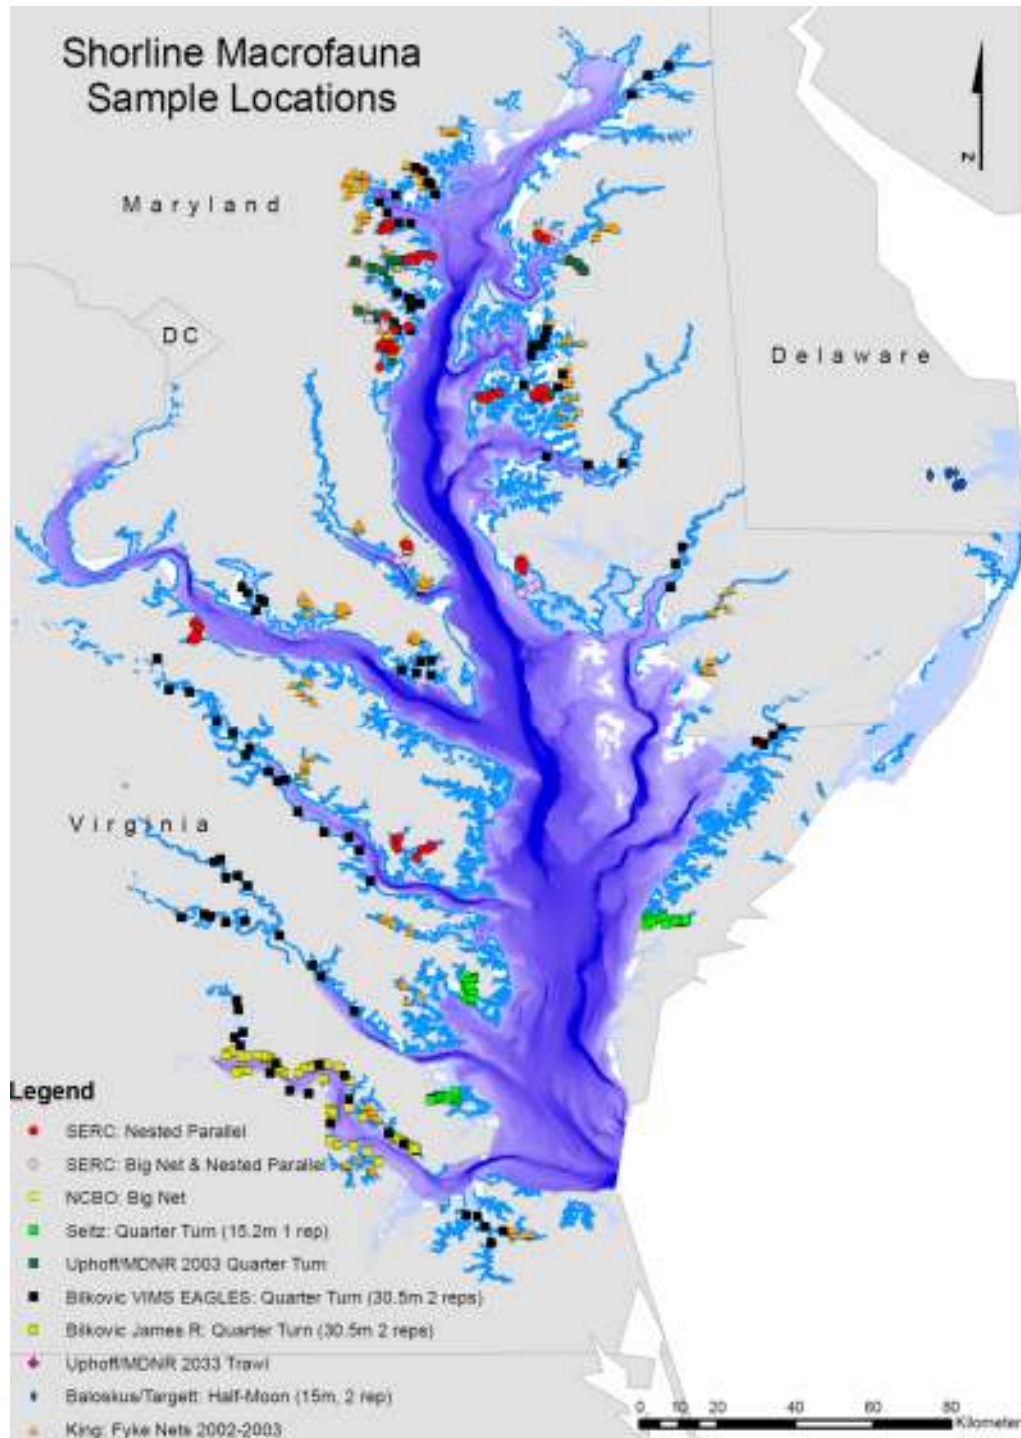 Shorline Macrofauna
Sample Locations
N
Maryland
DC
Delaware
Virginia
Legend
SERC: Nested Parallel
SERC: Big Net & Nested Parallel
NCBO: Big Net
Seitz: Quarter Turn (15.2m 1 rep)
Uphoff/MDNR 2003 Quarter Turn
Bilkovic VIMS EAGLES: Quarter Turn (30.5m 2 reps)
Bilkovic James R: Quarter Turn (30.5m 2 reps)
Uphoff/MDNR 2033 Trawl
Baloskus/Targett: Half-Moon (15m, 2 rep)
King: Fyke Nets 2002-2003
0 10 20 40 60 80
Kilometer